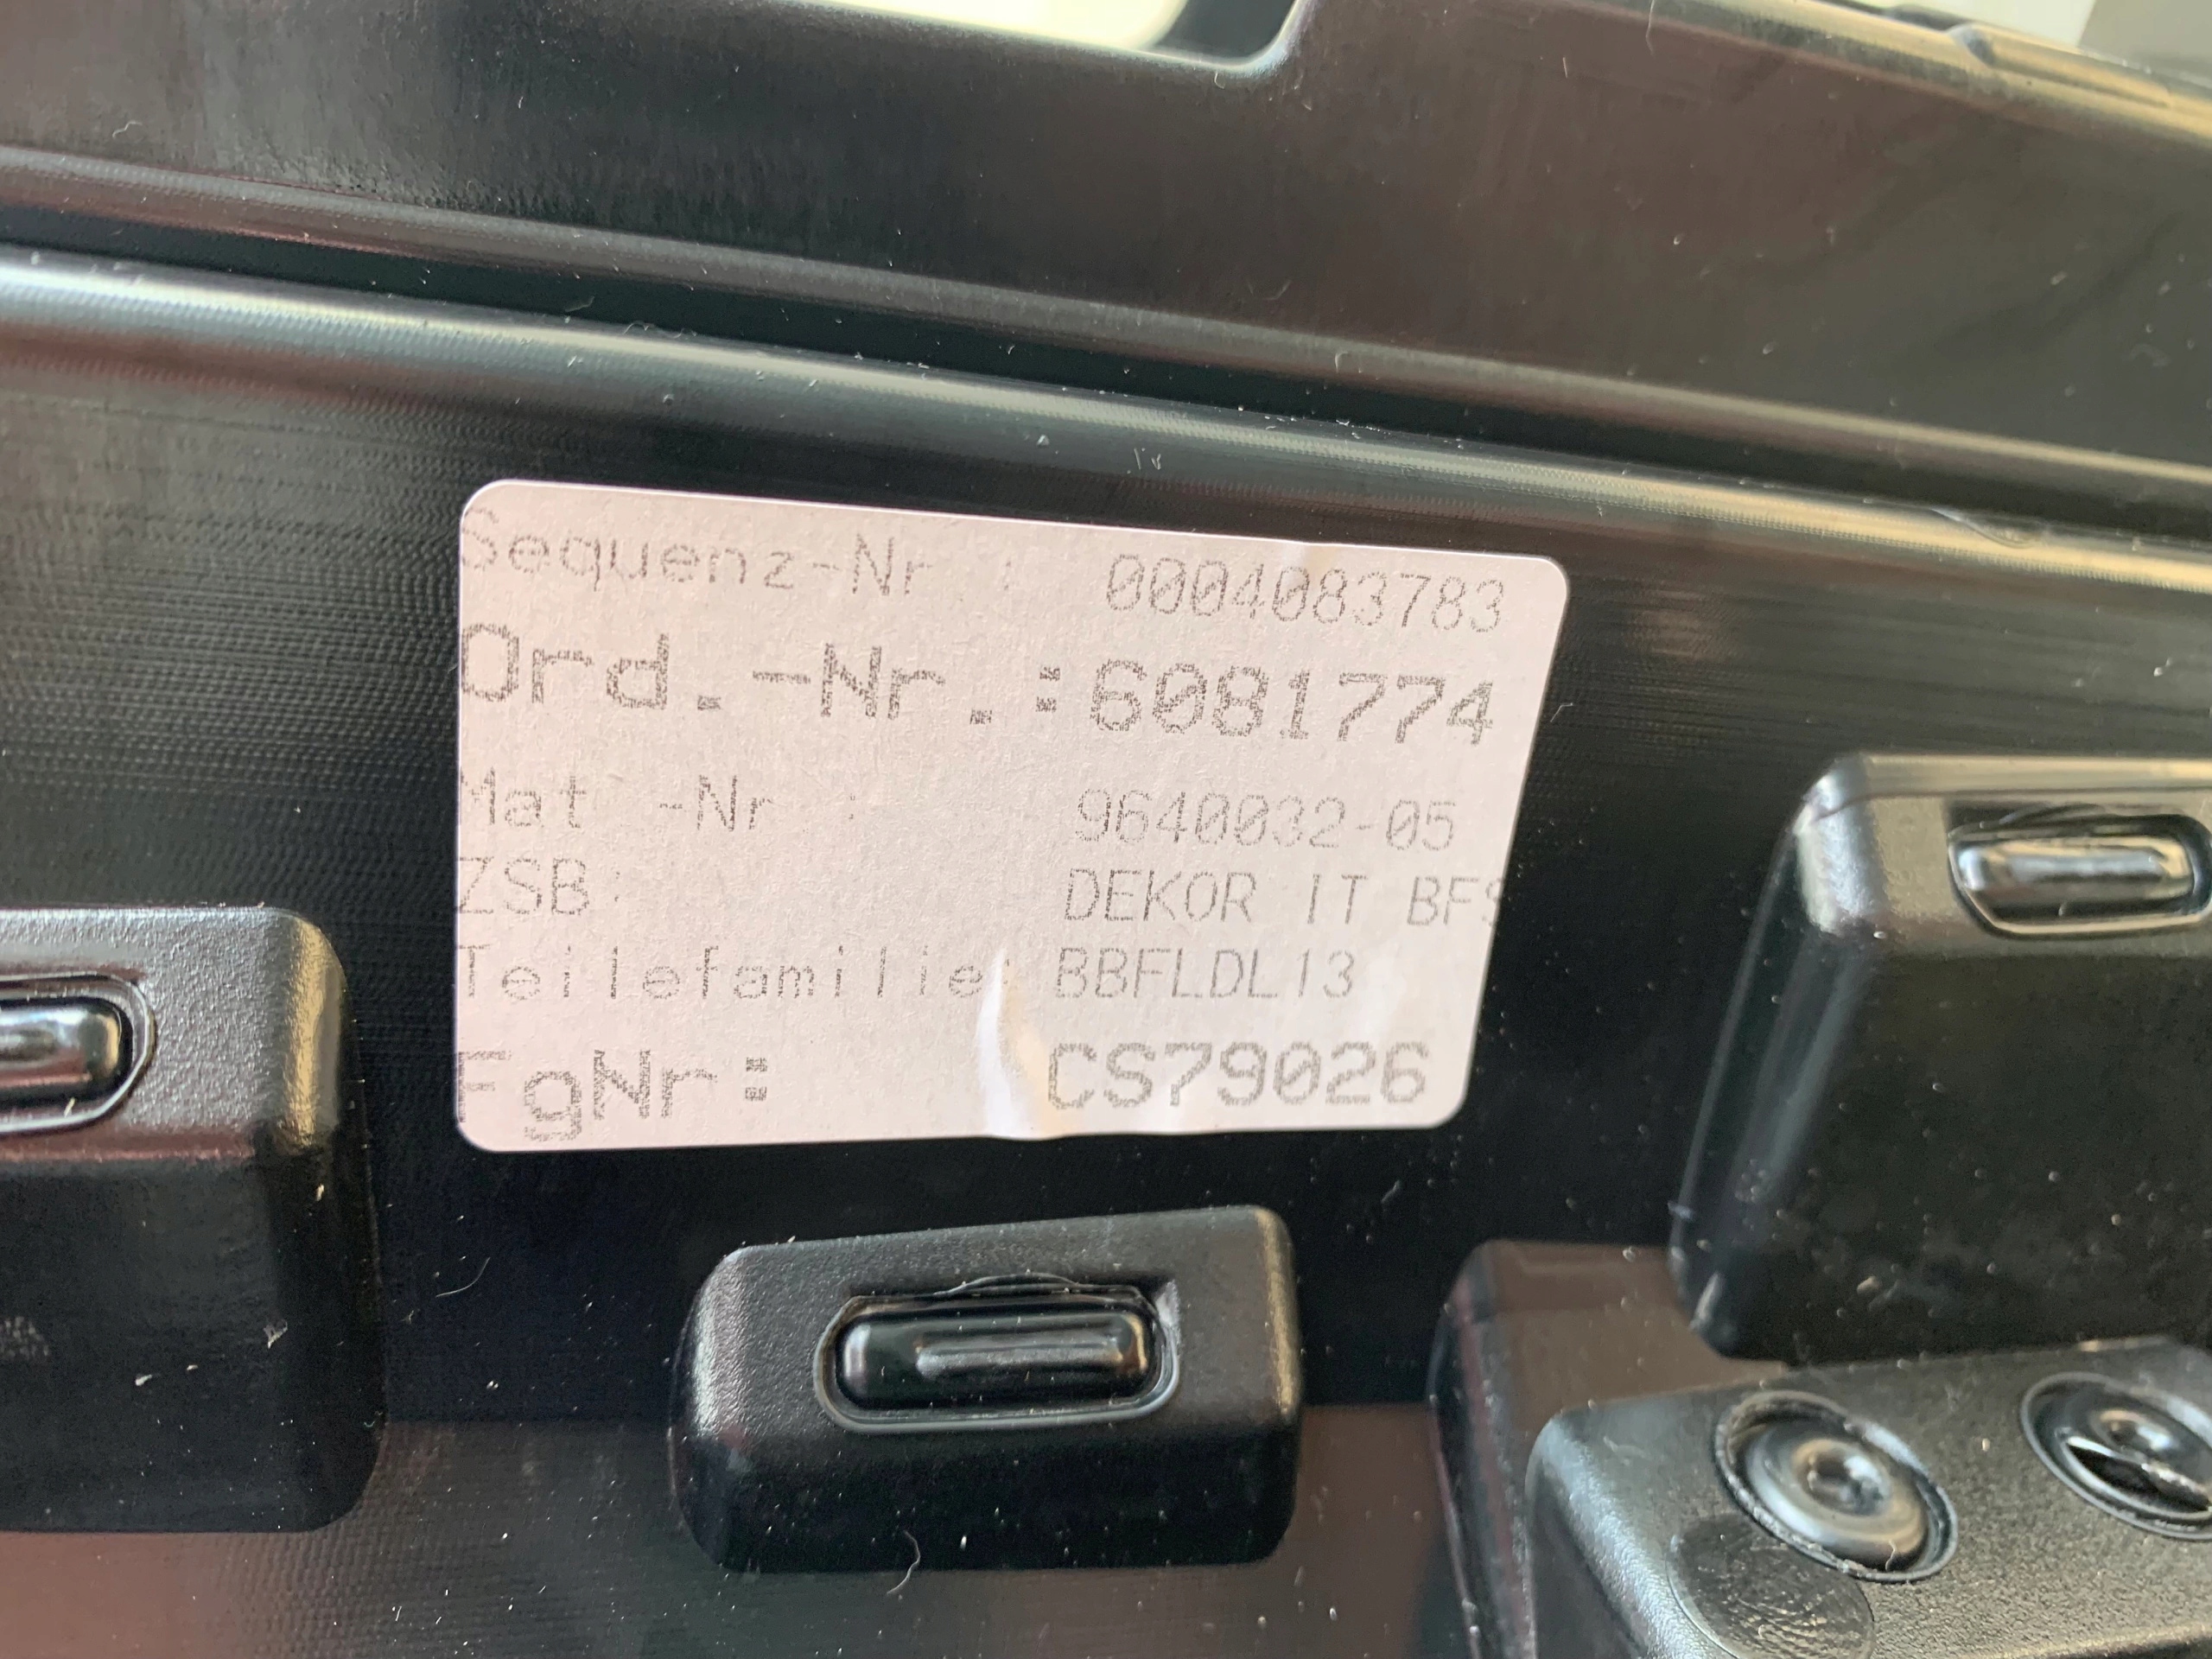 Sequenz-Nr : 0004083783
Ord.-Nr.:6081774
Mat -Nr : 9640032-05
ZSB: DEKOR IT BFS
Teilefamilie: BBFLDL13
FgNr: CS79026